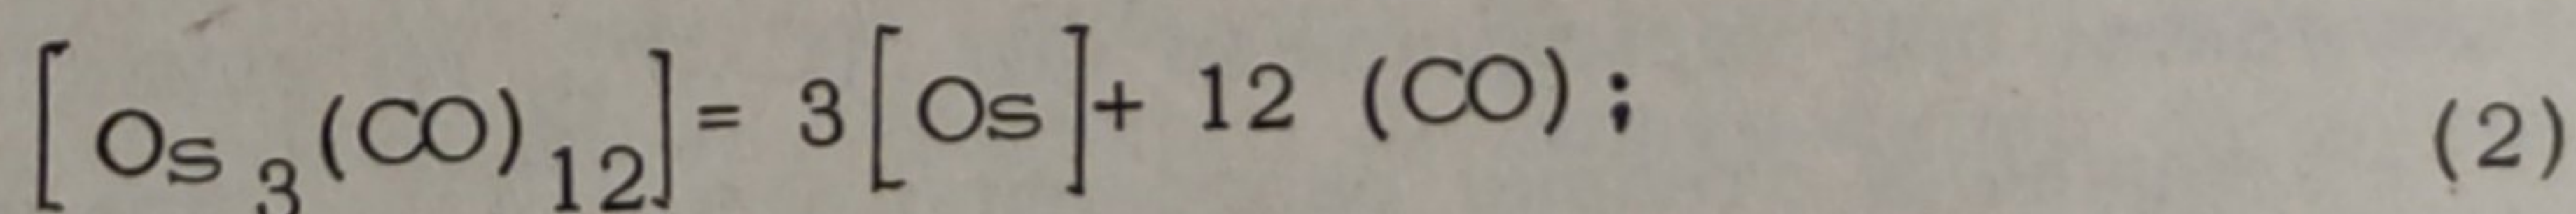 [Os₃(CO)₁₂] = 3[Os] + 12 (CO); (2)